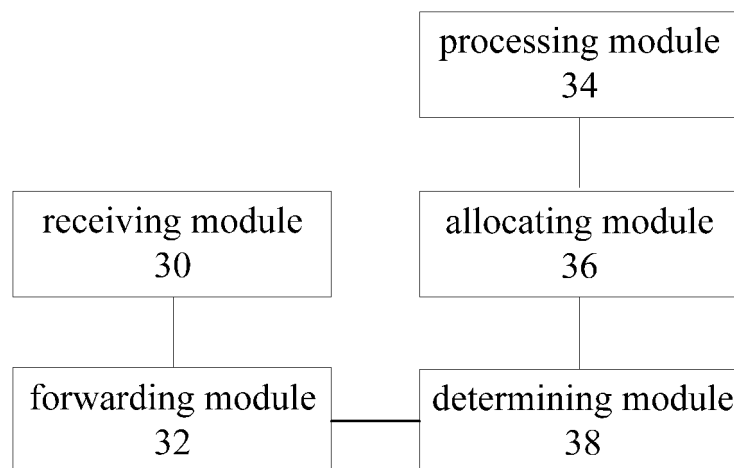 processing module
34
receiving module
30
allocating module
36
forwarding module
32
determining module
38